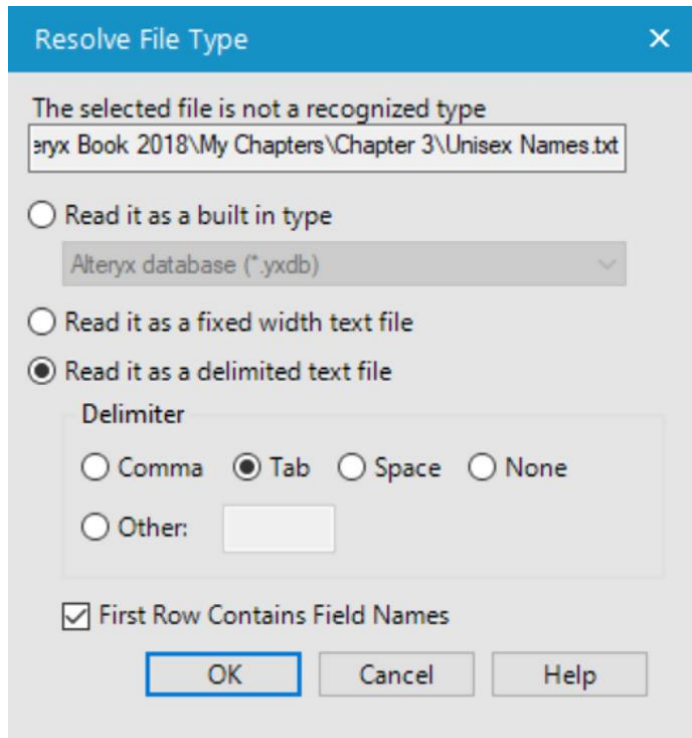 Resolve File Type
The selected file is not a recognized type
eryx Book 2018\My Chapters\Chapter 3\Unisex Names.txt
Read it as a built in type
Alteryx database (*.yxdb)
Read it as a fixed width text file
Read it as a delimited text file
Delimiter
Comma Tab Space None
Other:
First Row Contains Field Names
OK Cancel Help